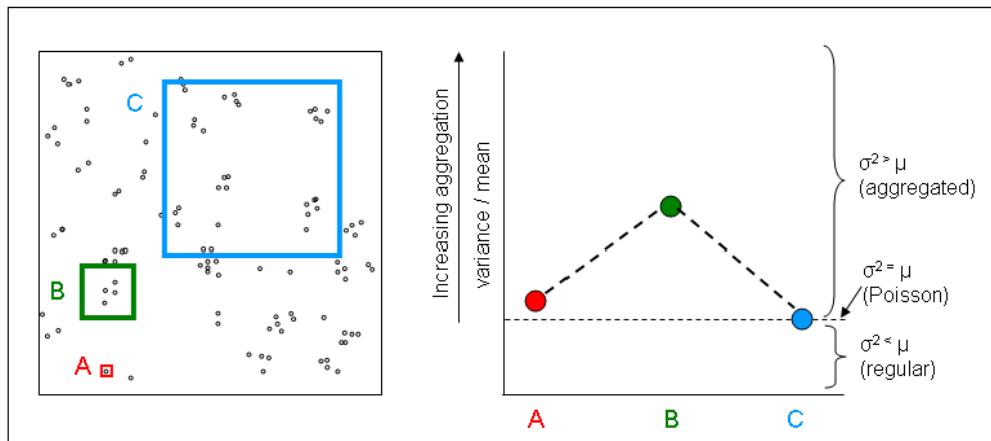 C
B
A
Increasing aggregation
variance / mean
σ² > μ
(aggregated)
σ² = μ
(Poisson)
σ² < μ
(regular)
A B C